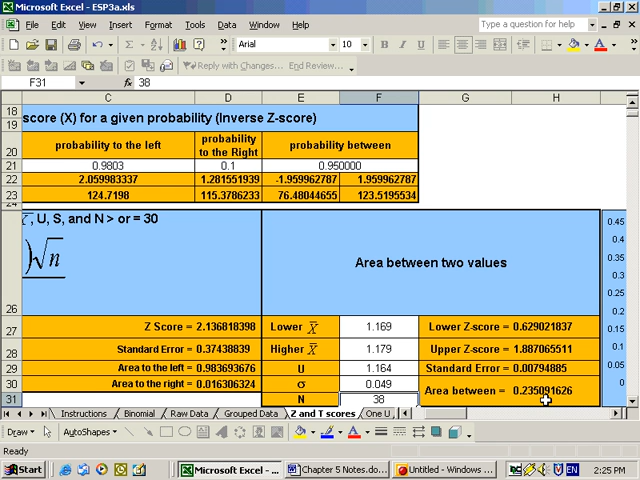 Microsoft Excel - ESP3a.xls
File Edit View Insert Format Tools Data Window Help
Type a question for help
Arial 10 B I U
Reply with Changes... End Review...
F31 38
C D E F G H
18 score (X) for a given probability (Inverse Z-score)
19
20 probability to the left probability to the Right probability between
21 0.9803 0.1 0.950000
22 2.059983337 1.281551939 -1.959962787 1.959962787
23 124.7198 115.3786233 76.48044655 123.5195534
24
X, U, S, and N > or = 30
0.45
0.4
0.35
0.3
0.25
0.2
0.15
0.1
0.05
0
)√n
Area between two values
26
27 Z Score = 2.136818398 Lower X 1.169 Lower Z-score = 0.629021837
28 Standard Error = 0.37438839 Higher X 1.179 Upper Z-score = 1.887065511
29 Area to the left = 0.983693676 U 1.164 Standard Error = 0.00794885
30 Area to the right = 0.016306324 σ 0.049 Area between = 0.235091626
31 N 38
Instructions Binomial Raw Data Grouped Data Z and T scores One U
Draw AutoShapes
Ready
Start Microsoft Excel - ... Chapter 5 Notes.do... Untitled - Windows ... EN 2:25 PM